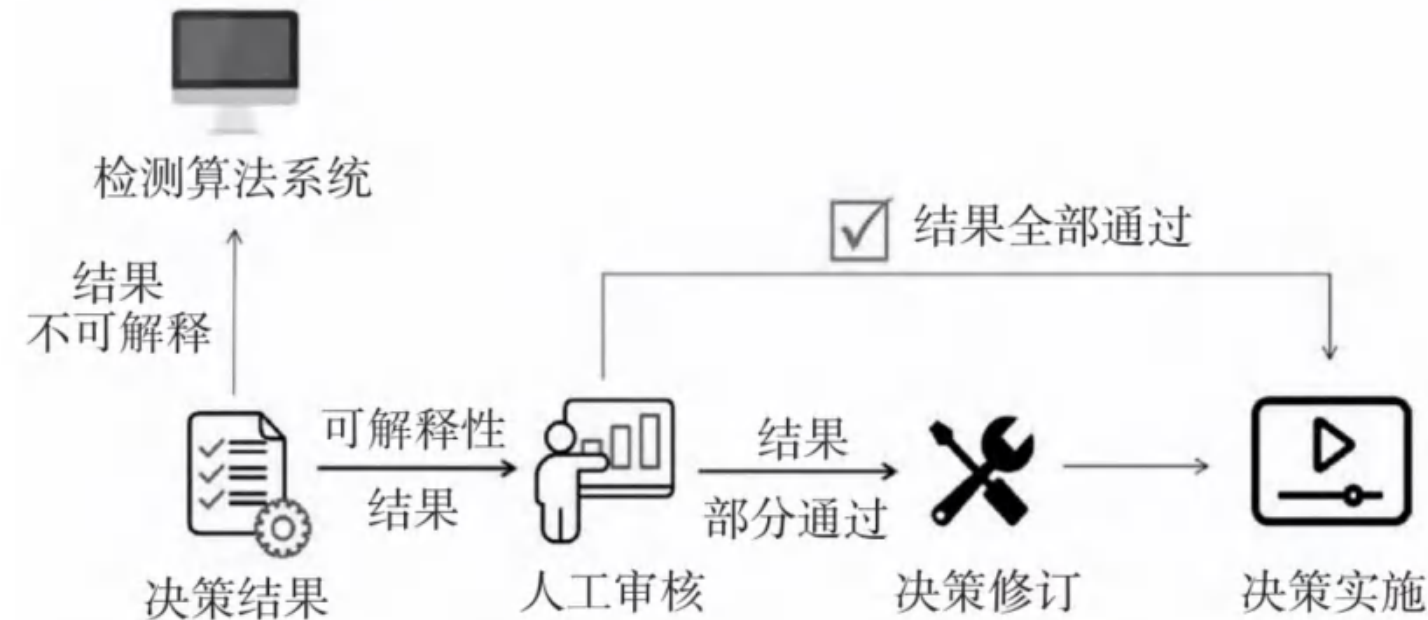 检测算法系统
结果全部通过
结果
不可解释
可解释性
结果
结果
部分通过
决策结果
人工审核
决策修订
决策实施